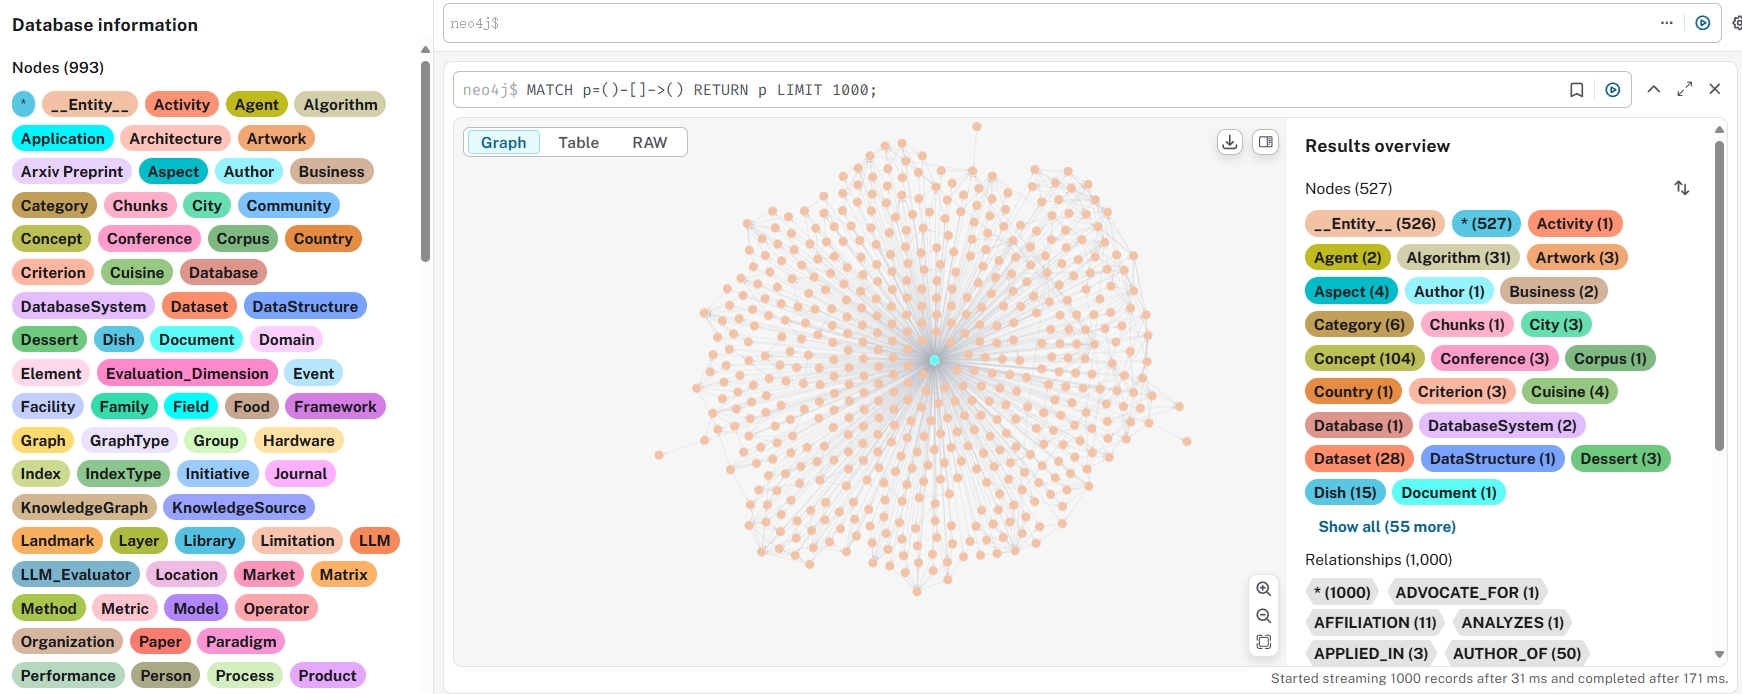 Database information
Nodes (993)
* __Entity__ Activity Agent Algorithm
Application Architecture Artwork
Arxiv Preprint Aspect Author Business
Category Chunks City Community
Concept Conference Corpus Country
Criterion Cuisine Database
DatabaseSystem Dataset DataStructure
Dessert Dish Document Domain
Element Evaluation_Dimension Event
Facility Family Field Food Framework
Graph GraphType Group Hardware
Index IndexType Initiative Journal
KnowledgeGraph KnowledgeSource
Landmark Layer Library Limitation LLM
LLM_Evaluator Location Market Matrix
Method Metric Model Operator
Organization Paper Paradigm
Performance Person Process Product
neo4j$
neo4j$ MATCH p=()-[]->() RETURN p LIMIT 1000;
Graph Table RAW
Results overview
Nodes (527)
__Entity__ (526) * (527) Activity (1)
Agent (2) Algorithm (31) Artwork (3)
Aspect (4) Author (1) Business (2)
Category (6) Chunks (1) City (3)
Concept (104) Conference (3) Corpus (1)
Country (1) Criterion (3) Cuisine (4)
Database (1) DatabaseSystem (2)
Dataset (28) DataStructure (1) Dessert (3)
Dish (15) Document (1)
Show all (55 more)
Relationships (1,000)
* (1000) ADVOCATE_FOR (1)
AFFILIATION (11) ANALYZES (1)
APPLIED_IN (3) AUTHOR_OF (50)
Started streaming 1000 records after 31 ms and completed after 171 ms.